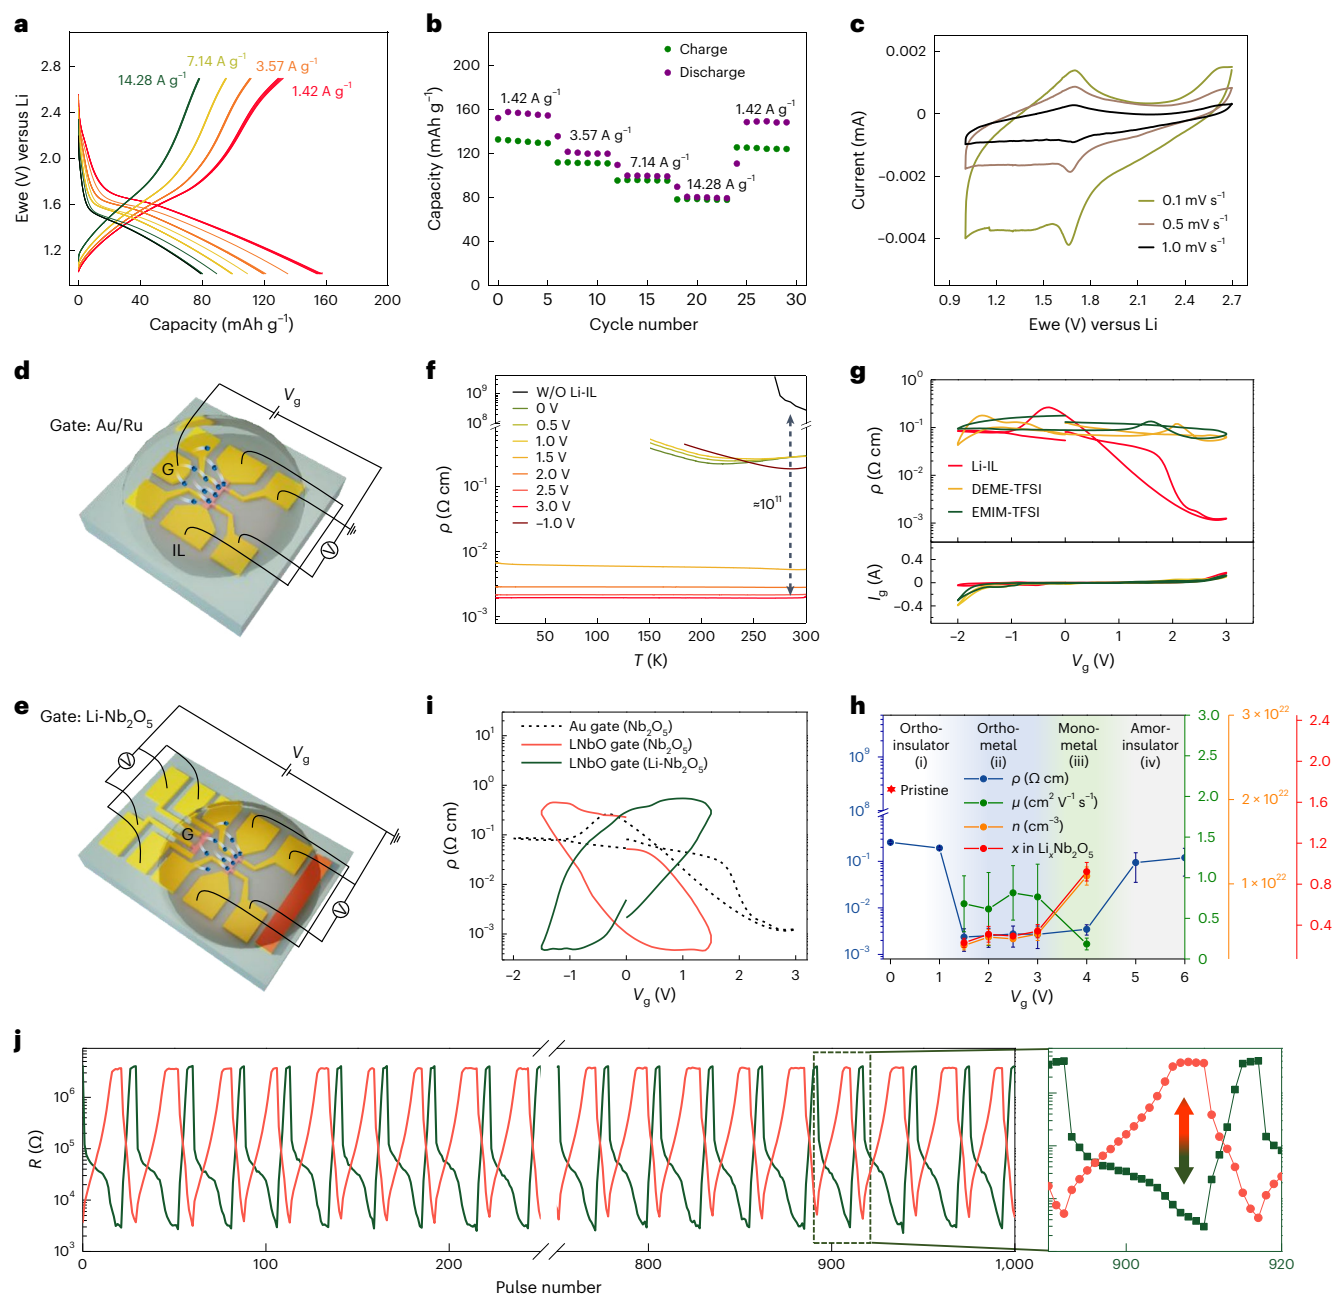 a
2.8
2.4
2.0
1.6
1.2
Ewe (V) versus Li
14.28 A g⁻¹
7.14 A g⁻¹
3.57 A g⁻¹
1.42 A g⁻¹
0 40 80 120 160 200
Capacity (mAh g⁻¹)
b
200
160
120
80
40
0
Capacity (mAh g⁻¹)
Charge
Discharge
1.42 A g⁻¹
3.57 A g⁻¹
7.14 A g⁻¹
14.28 A g⁻¹
1.42 A g⁻¹
0 5 10 15 20 25 30
Cycle number
c
0.002
0
−0.002
−0.004
Current (mA)
0.1 mV s⁻¹
0.5 mV s⁻¹
1.0 mV s⁻¹
0.9 1.2 1.5 1.8 2.1 2.4 2.7
Ewe (V) versus Li
d
Gate: Au/Ru
Vg
G
IL
V
f
10⁹
10⁸
10⁻¹
10⁻²
10⁻³
ρ (Ω cm)
W/O Li-IL
0 V
0.5 V
1.0 V
1.5 V
2.0 V
2.5 V
3.0 V
−1.0 V
≈10¹¹
50 100 150 200 250 300
T (K)
g
10⁰
10⁻¹
10⁻²
10⁻³
ρ (Ω cm)
Li-IL
DEME-TFSI
EMIM-TFSI
0.4
0
−0.4
Ig (A)
−2 −1 0 1 2 3
Vg (V)
e
Gate: Li-Nb₂O₅
Vg
V
G
V
i
10¹
10⁰
10⁻¹
10⁻²
10⁻³
ρ (Ω cm)
Au gate (Nb₂O₅)
LNbO gate (Nb₂O₅)
LNbO gate (Li-Nb₂O₅)
−2 −1 0 1 2 3
Vg (V)
h
10⁹
10⁸
10⁻¹
10⁻²
10⁻³
Ortho-
insulator
(i)
Ortho-
metal
(ii)
Mono-
metal
(iii)
Amor-
insulator
(iv)
Pristine
ρ (Ω cm)
μ (cm² V⁻¹ s⁻¹)
n (cm⁻³)
x in LiₓNb₂O₅
0 1 2 3 4 5 6
Vg (V)
3.0
2.5
2.0
1.5
1.0
0.5
0
3 × 10²²
2 × 10²²
1 × 10²²
2.4
2.0
1.6
1.2
0.8
0.4
j
10⁶
10⁵
10⁴
10³
R (Ω)
0 100 200 800 900 1,000
Pulse number
900 920